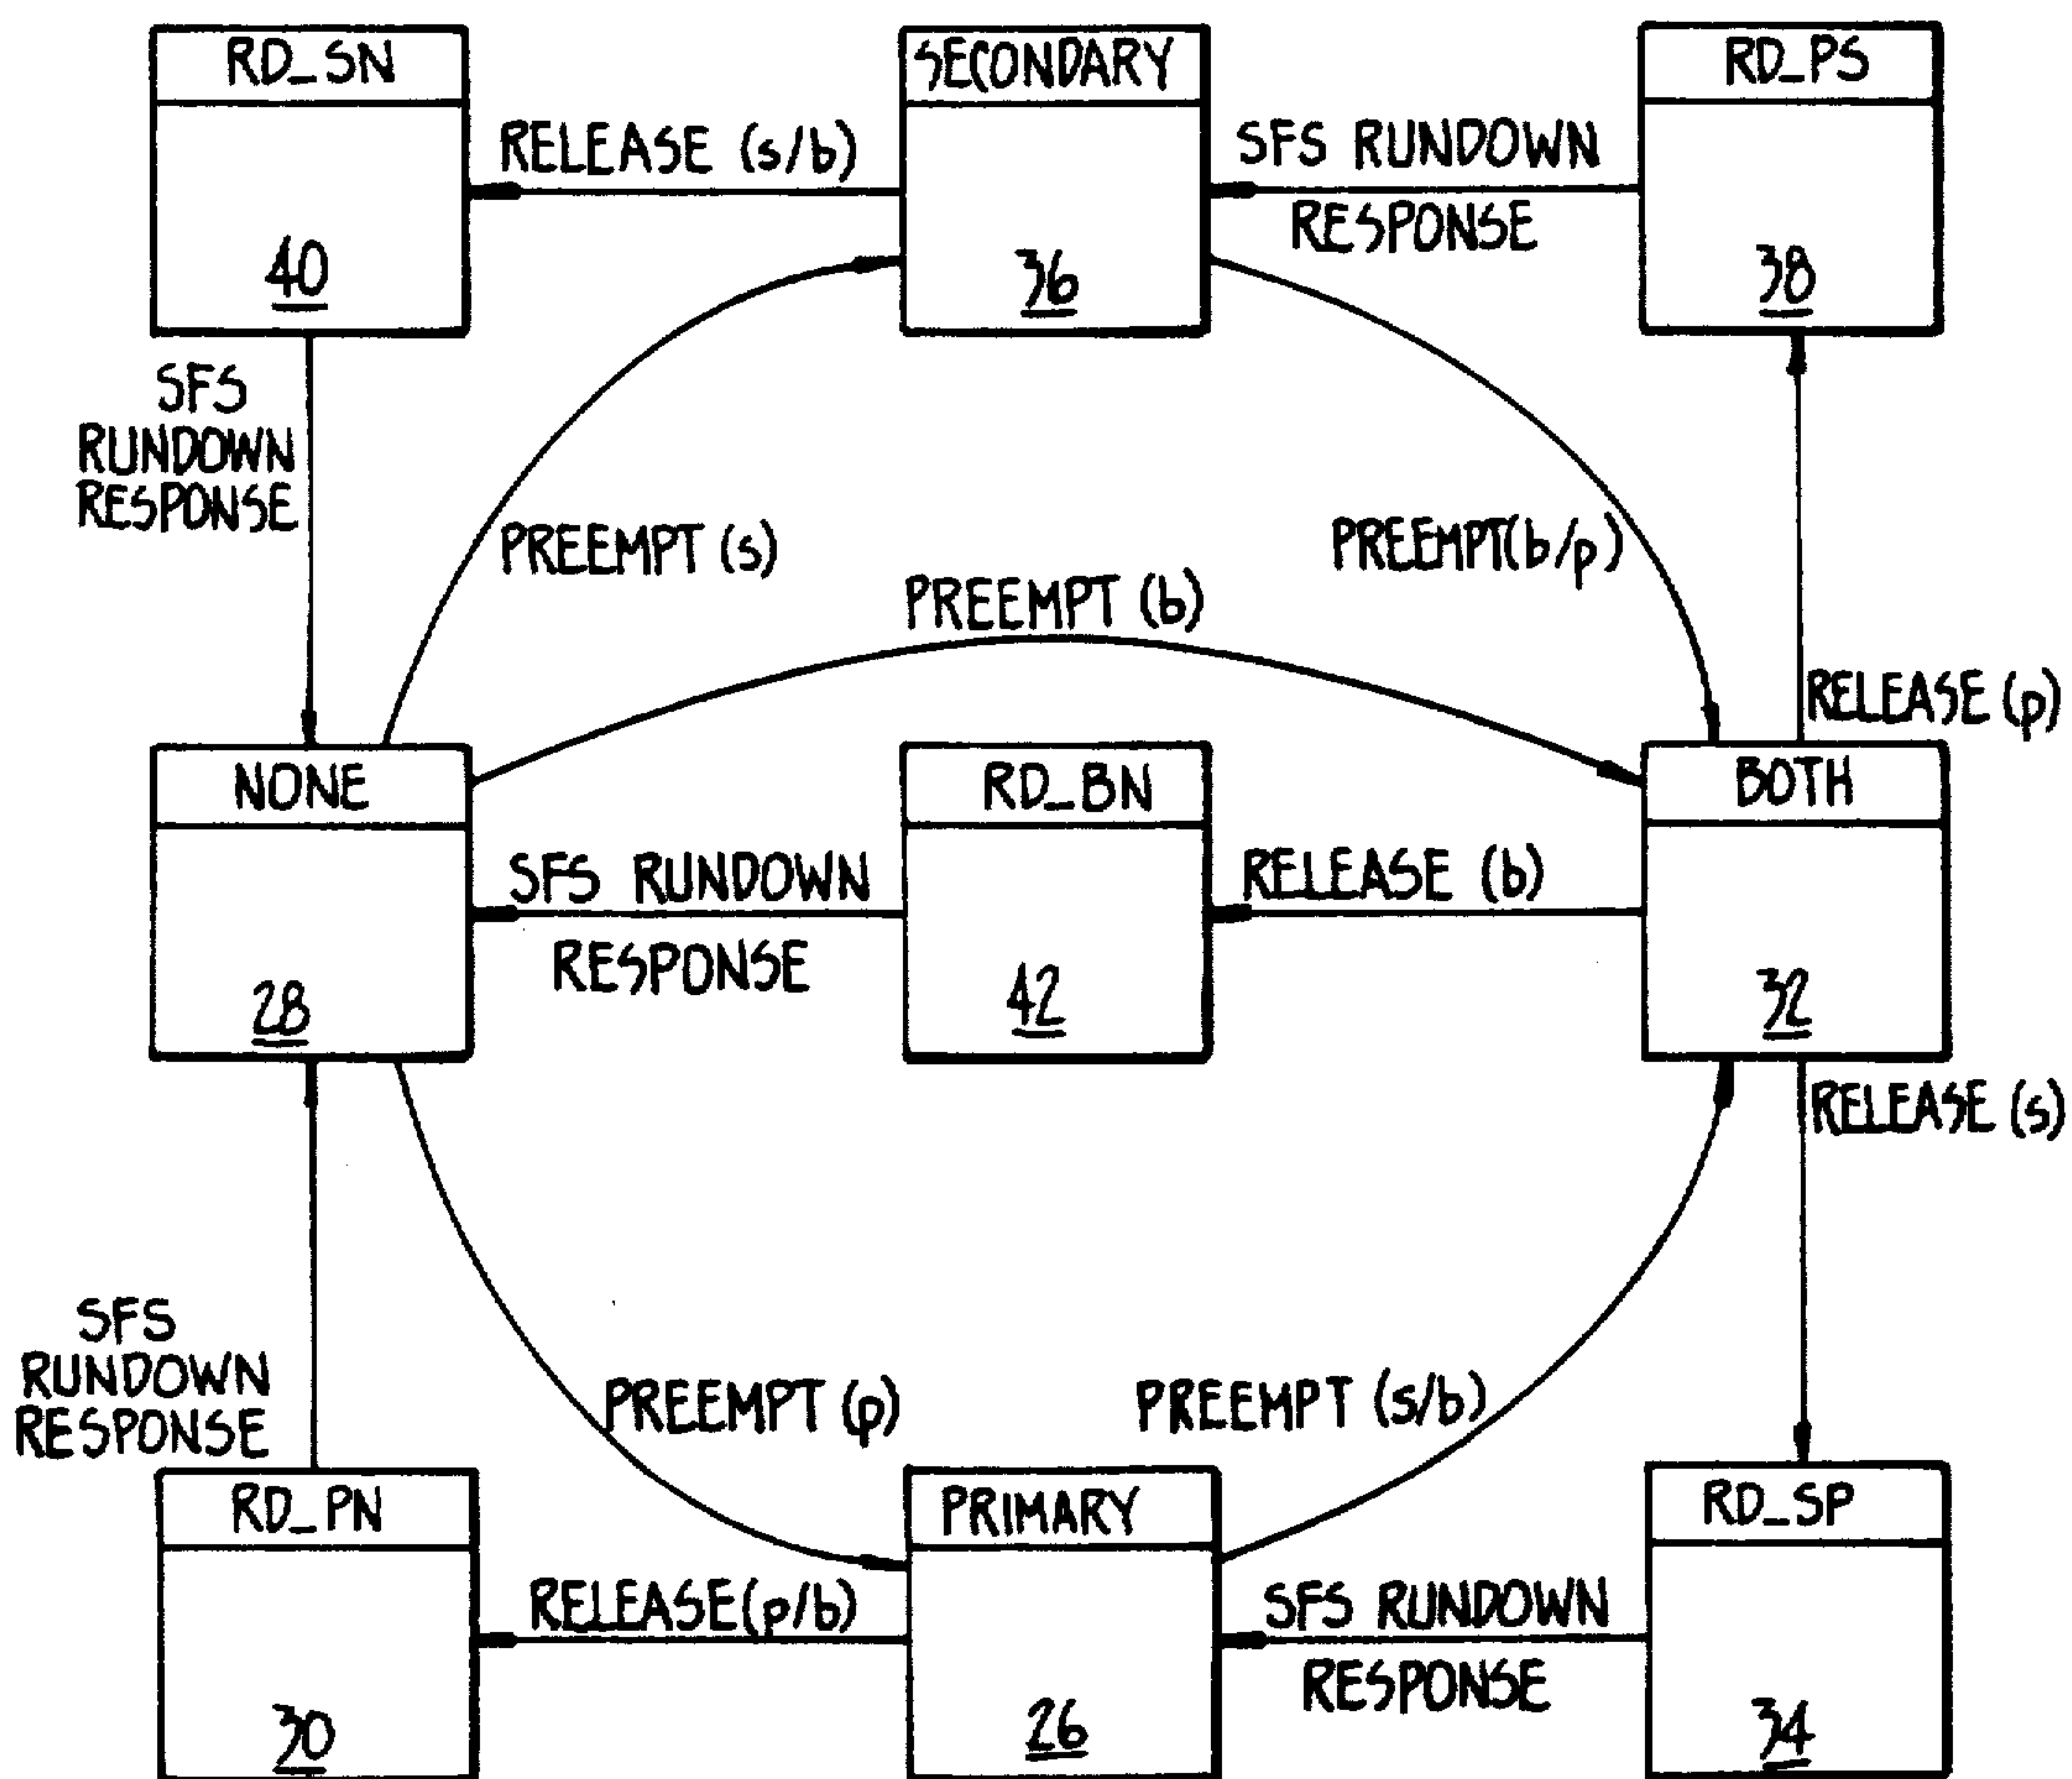 RD_SN
SECONDARY
RD_PS
RELEASE (s/b)
SFS RUNDOWN
RESPONSE
40
36
38
SFS
RUNDOWN
RESPONSE
PREEMPT (s)
PREEMPT(b/p)
PREEMPT (b)
RELEASE (p)
NONE
RD_BN
BOTH
SFS RUNDOWN
RESPONSE
RELEASE (b)
28
42
32
RELEASE (s)
SFS
RUNDOWN
RESPONSE
PREEMPT (p)
PREEMPT (s/b)
RD_PN
PRIMARY
RD_SP
RELEASE(p/b)
SFS RUNDOWN
RESPONSE
30
26
34